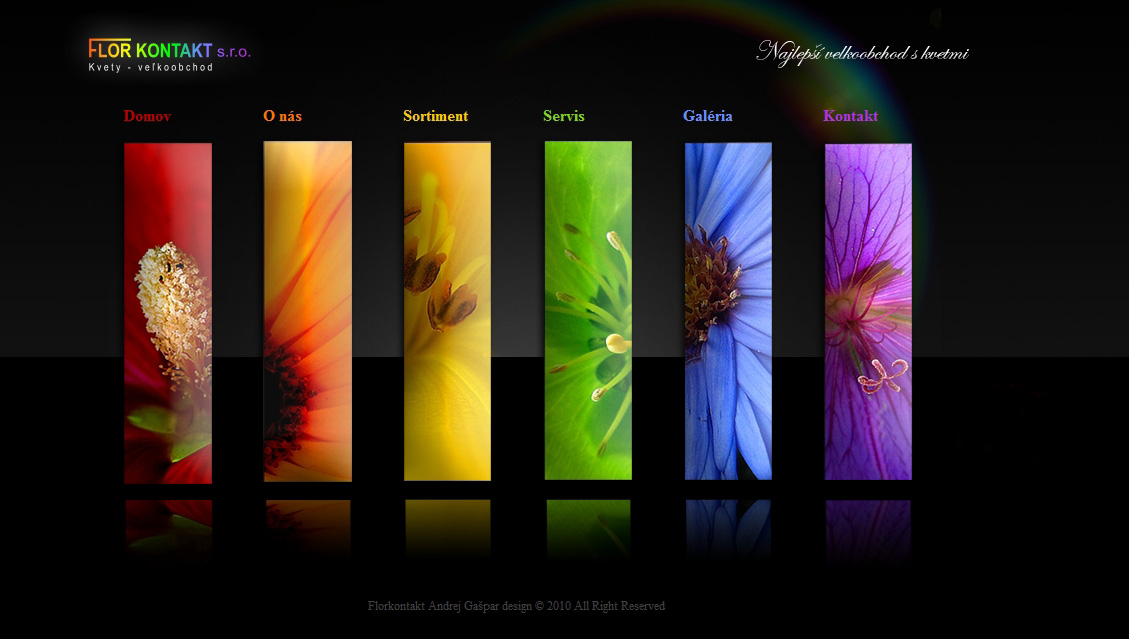 FLOR KONTAKT s.r.o.
Kvety - veľkoobchod
Najlepší veľkoobchod s kvetmi
Domov
O nás
Sortiment
Servis
Galéria
Kontakt
Florkontakt Andrej Gašpar design © 2010 All Right Reserved